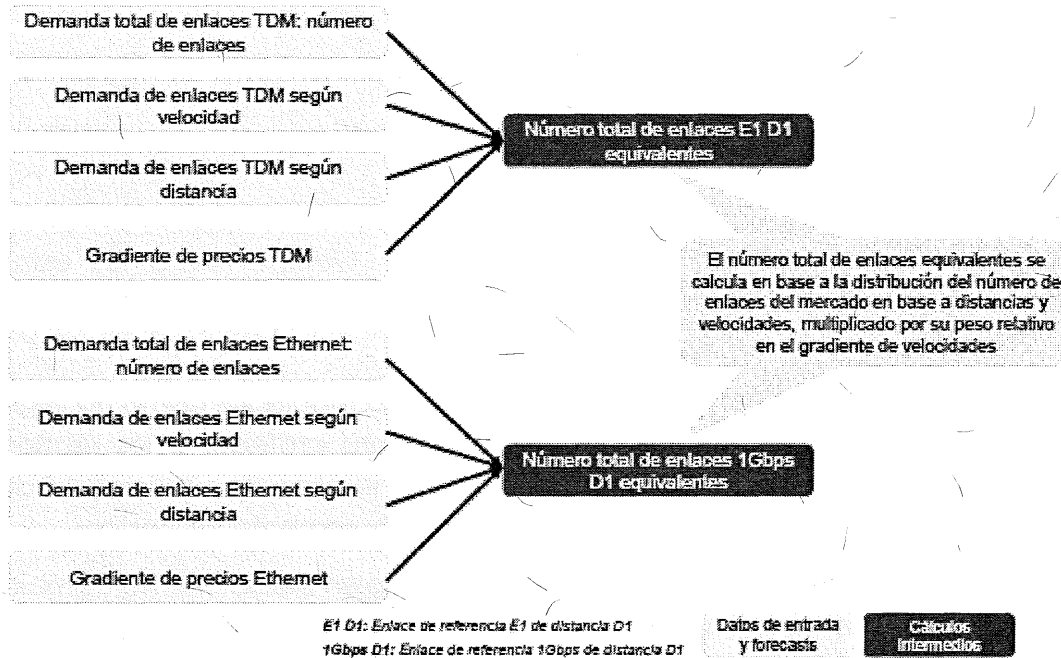 Demanda total de enlaces TDM: número
de enlaces
Demanda de enlaces TDM según
velocidad
Demanda de enlaces TDM según
distancia
Gradiente de precios TDM
Número total de enlaces E1 D1
equivalentes
El número total de enlaces equivalentes se
calcula en base a la distribución del número de
enlaces del mercado en base a distancias y
velocidades, multiplicado por su peso relativo
en el gradiente de velocidades
Demanda total de enlaces Ethernet:
número de enlaces
Demanda de enlaces Ethernet según
velocidad
Demanda de enlaces Ethernet según
distancia
Gradiente de precios Ethernet
Número total de enlaces 1Gbps
D1 equivalentes
E1 D1: Enlace de referencia E1 de distancia D1
1Gbps D1: Enlace de referencia 1Gbps de distancia D1
Datos de entrada
y forecasts
Cálculos
Intermedios